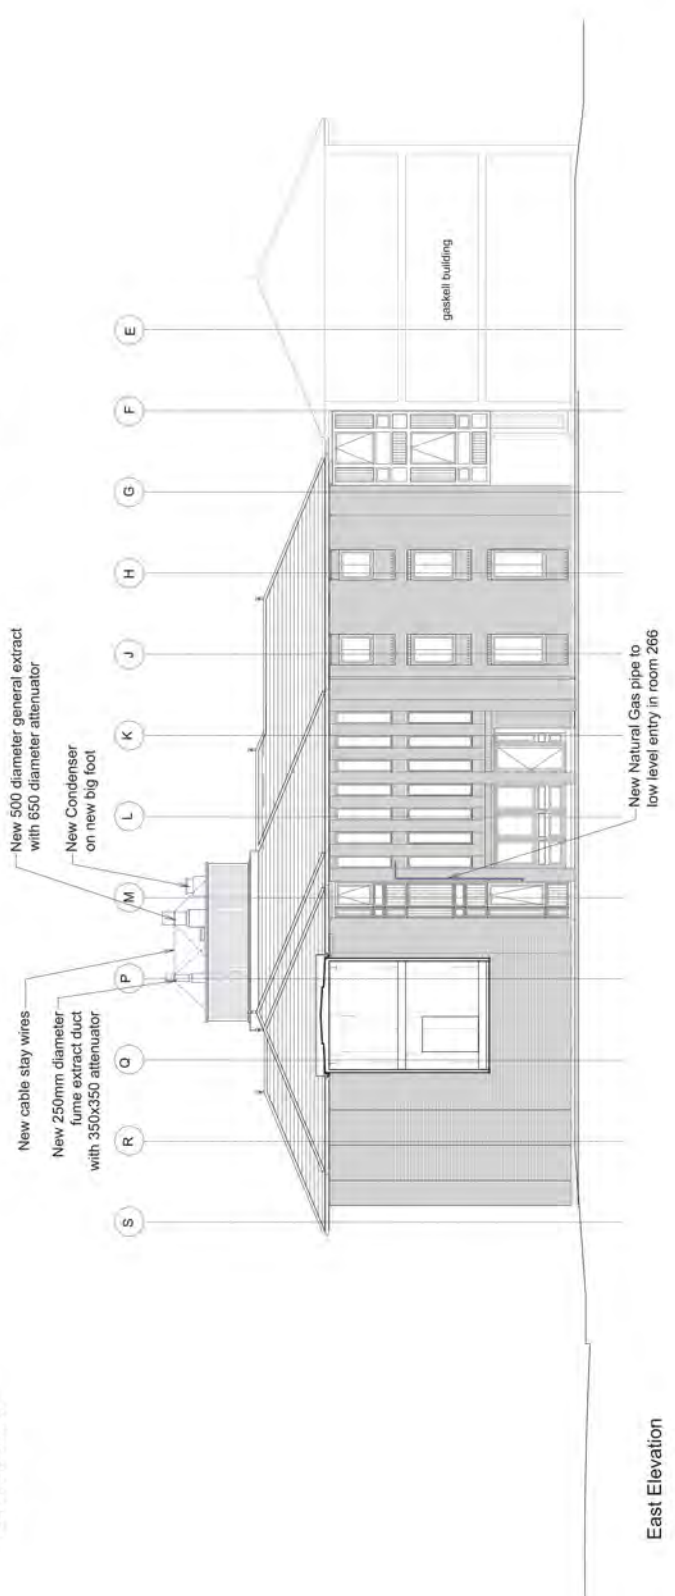 New cable stay wires
New 250mm diameter
fume extract duct
with 350x350 attenuator
New 500 diameter general extract
with 650 diameter attenuator
New Condenser
on new big foot
S
R
Q
P
M
L
K
J
H
G
F
E
gaskell building
New Natural Gas pipe to
low level entry in room 266
East Elevation